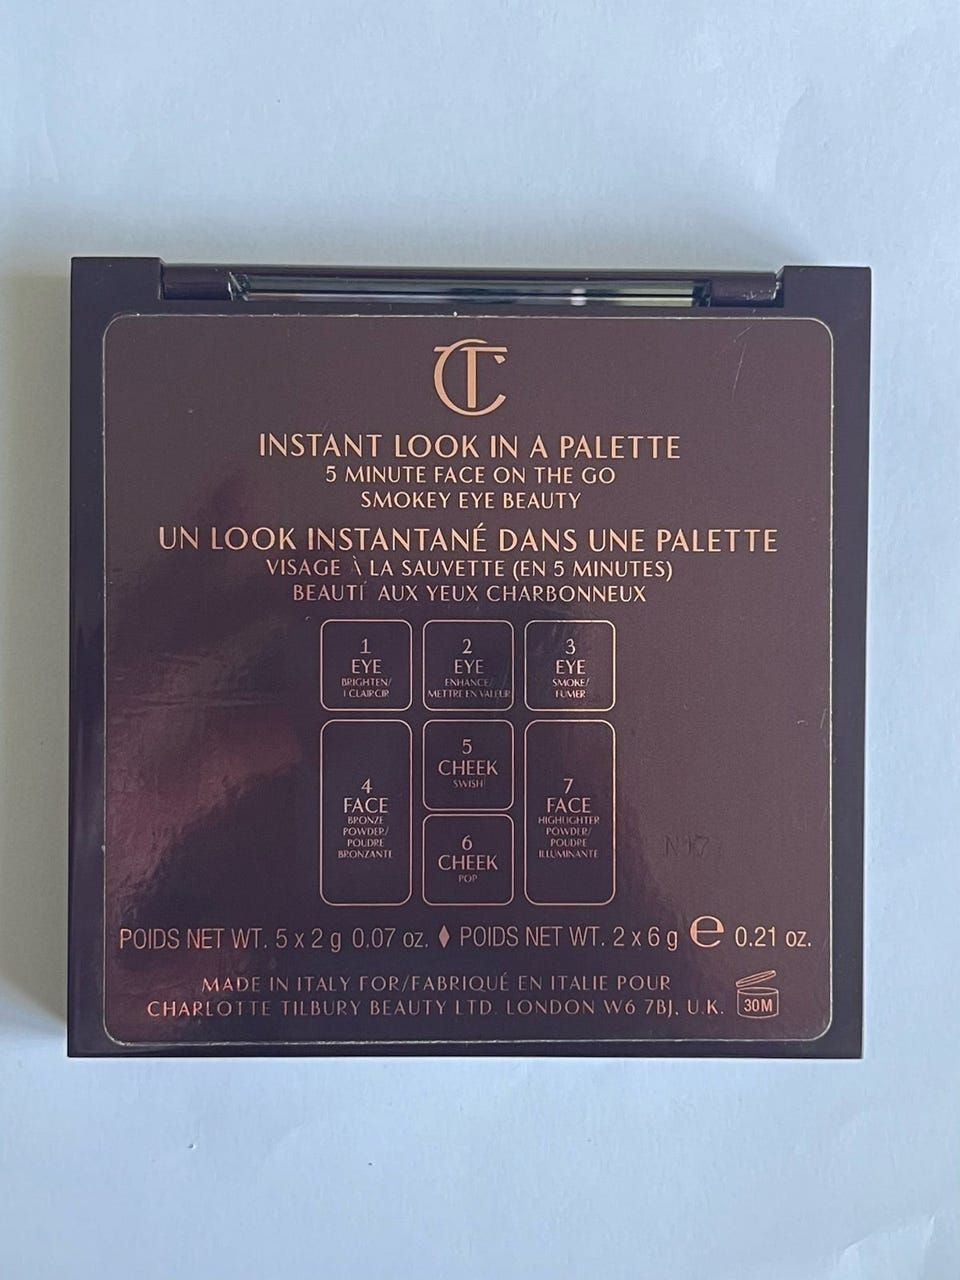 CT
INSTANT LOOK IN A PALETTE
5 MINUTE FACE ON THE GO
SMOKEY EYE BEAUTY
UN LOOK INSTANTANÉ DANS UNE PALETTE
VISAGE À LA SAUVETTE (EN 5 MINUTES)
BEAUTÉ AUX YEUX CHARBONNEUX
1
EYE
BRIGHTEN/
ECLAIRCIR
2
EYE
ENHANCE/
METTRE EN VALEUR
3
EYE
SMOKE/
FUMER
4
FACE
BRONZE
POWDER/
POUDRE
BRONZANTE
5
CHEEK
SWISH
6
CHEEK
POP
7
FACE
HIGHLIGHTER
POWDER/
POUDRE
ILLUMINANTE
POIDS NET WT. 5 x 2 g 0.07 oz. ♦ POIDS NET WT. 2 x 6 g ℮ 0.21 oz.
MADE IN ITALY FOR/FABRIQUÉ EN ITALIE POUR
CHARLOTTE TILBURY BEAUTY LTD. LONDON W6 7BJ, U.K.
30M